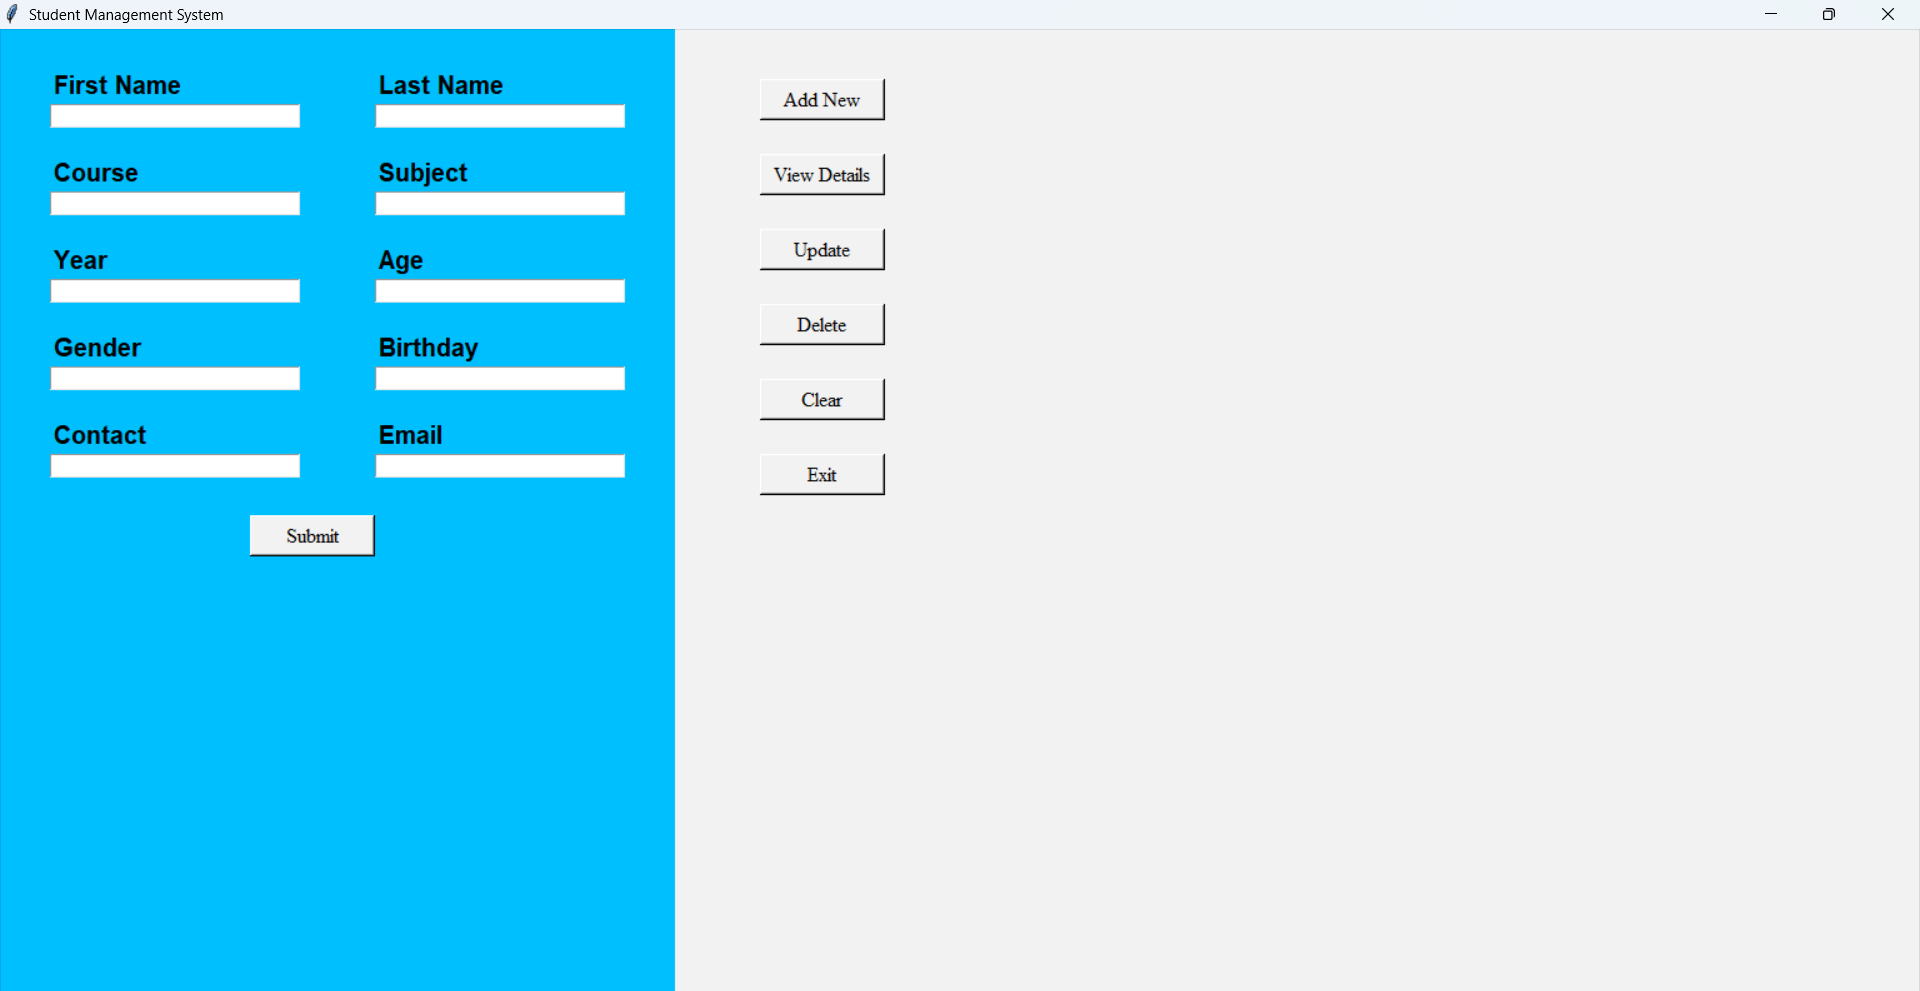 Student Management System
First Name
Last Name
Course
Subject
Year
Age
Gender
Birthday
Contact
Email
Submit
Add New
View Details
Update
Delete
Clear
Exit